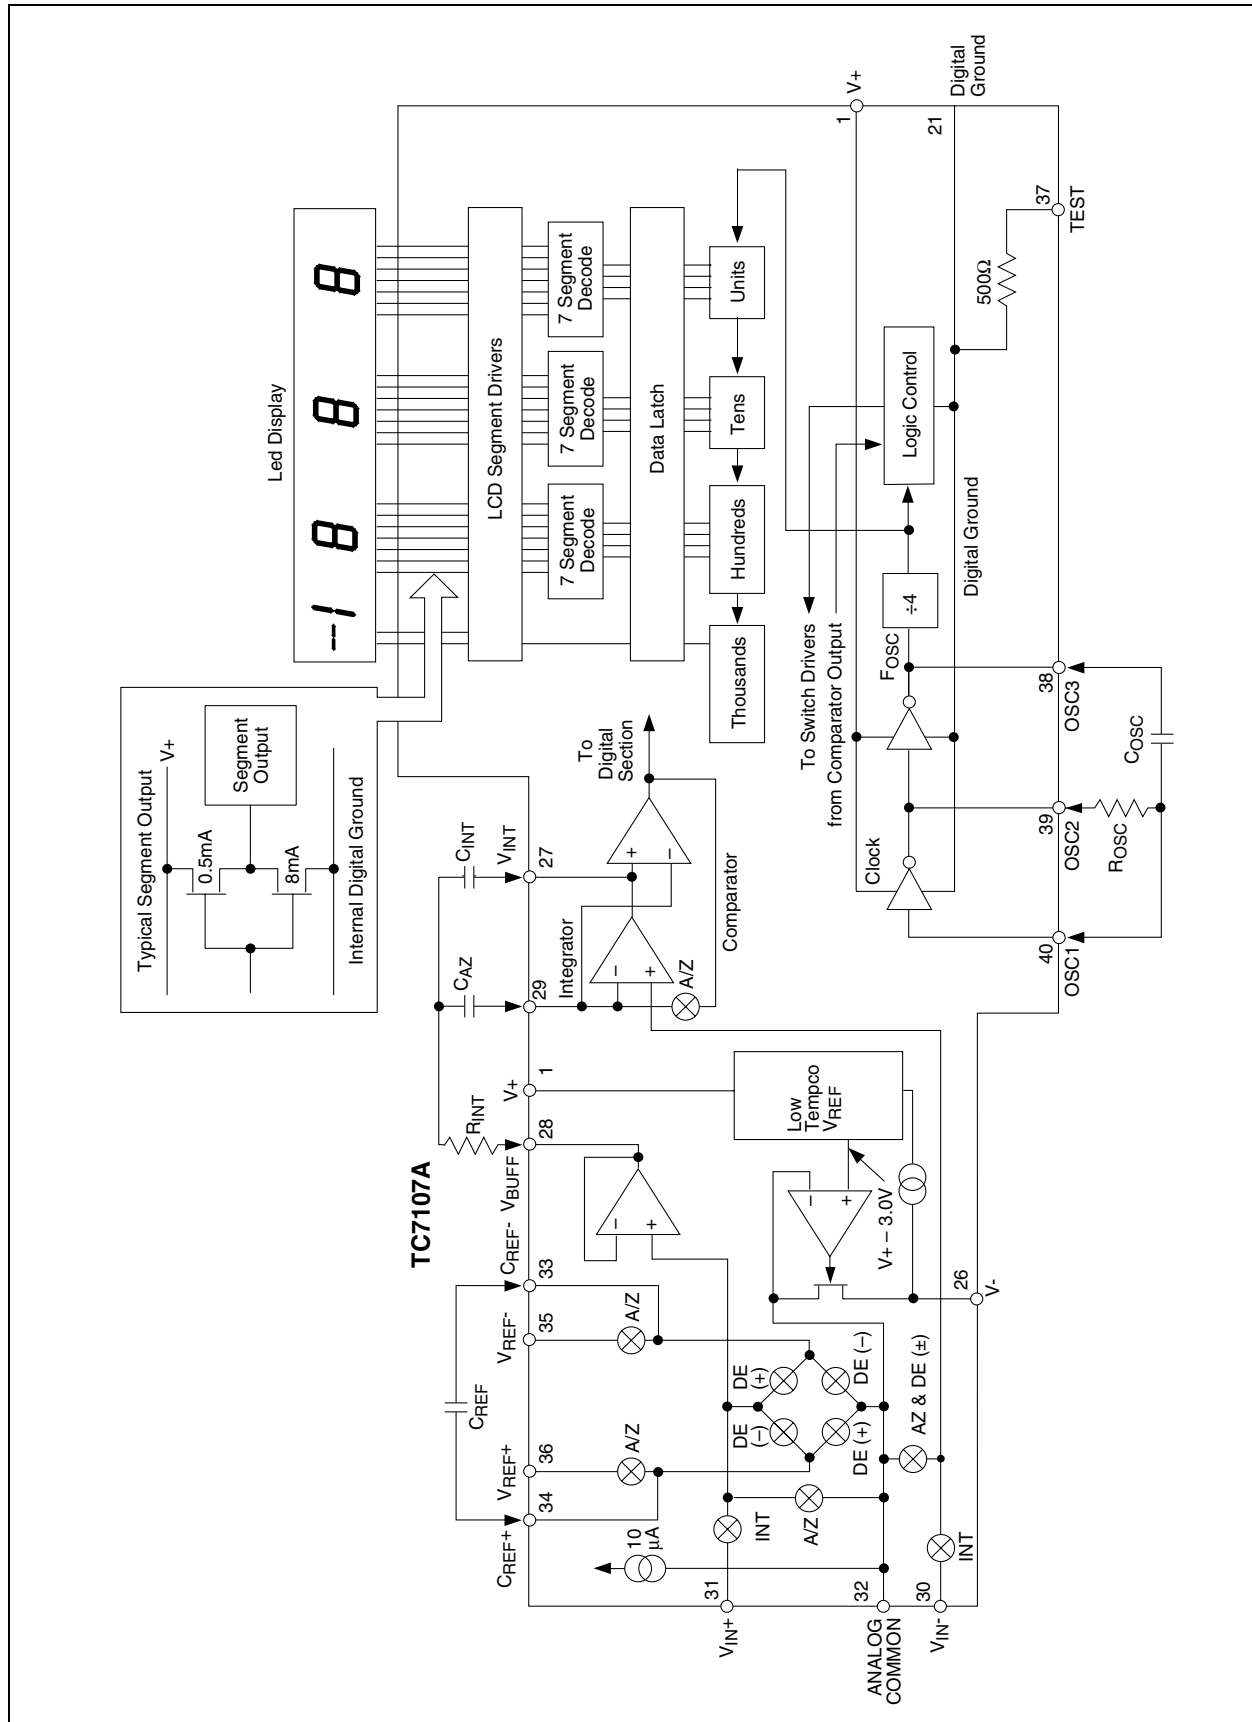 Typical Segment Output
V+
0.5mA
Segment
Output
8mA
Internal Digital Ground
Led Display
-1 8 8 8
LCD Segment Drivers
7 Segment
Decode
7 Segment
Decode
7 Segment
Decode
Data Latch
Thousands
Hundreds
Tens
Units
TC7107A
CREF
RINT
CAZ
CINT
CREF+
VREF+
VREF-
CREF-
VBUFF
V+
VINT
34
36
35
33
28
1
29
27
Integrator
To
Digital
Section
10
µA
A/Z
A/Z
A/Z
Comparator
VIN+
31
INT
DE
(–)
DE
(+)
A/Z
DE (+)
DE (–)
Low
Tempco
VREF
V+ – 3.0V
ANALOG
COMMON
32
AZ & DE (±)
VIN-
30
INT
26
V-
To Switch Drivers
from Comparator Output
Clock
FOSC
÷4
Logic Control
V+
1
Digital Ground
21
Digital
Ground
500Ω
40
OSC1
39
OSC2
38
OSC3
37
TEST
ROSC
COSC